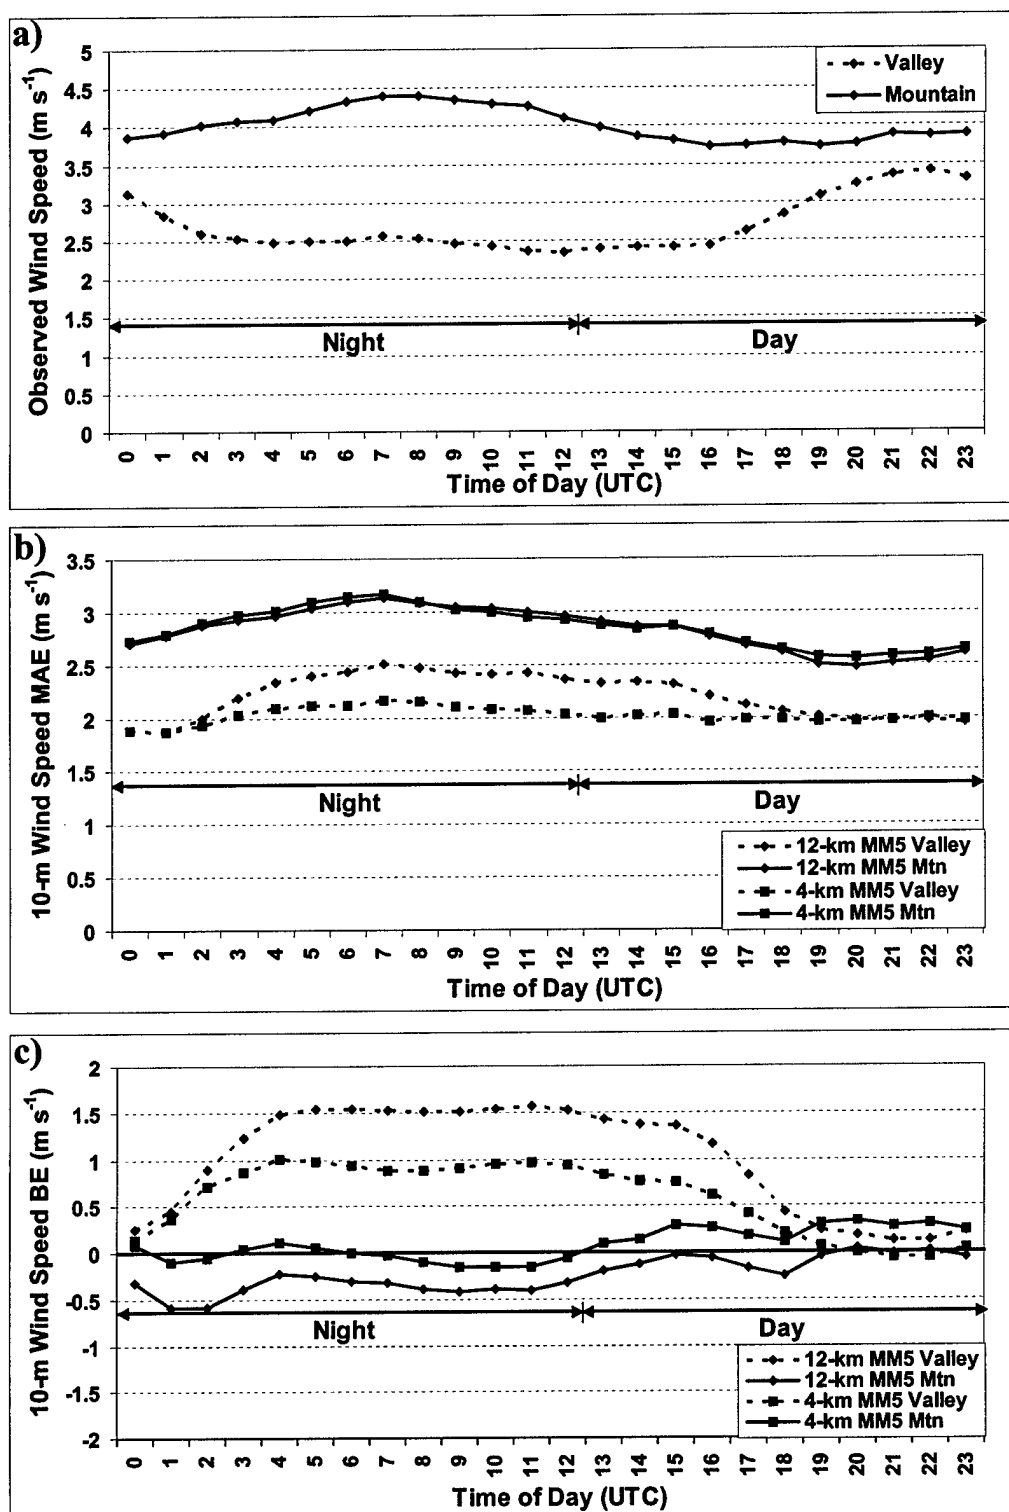 a)
Observed Wind Speed (m s⁻¹)
5
4.5
4
3.5
3
2.5
2
1.5
1
0.5
0
Valley
Mountain
Night
Day
0 1 2 3 4 5 6 7 8 9 10 11 12 13 14 15 16 17 18 19 20 21 22 23
Time of Day (UTC)
b)
10-m Wind Speed MAE (m s⁻¹)
3.5
3
2.5
2
1.5
1
0.5
0
Night
Day
12-km MM5 Valley
12-km MM5 Mtn
4-km MM5 Valley
4-km MM5 Mtn
0 1 2 3 4 5 6 7 8 9 10 11 12 13 14 15 16 17 18 19 20 21 22 23
Time of Day (UTC)
c)
10-m Wind Speed BE (m s⁻¹)
2
1.5
1
0.5
0
-0.5
-1
-1.5
-2
Night
Day
12-km MM5 Valley
12-km MM5 Mtn
4-km MM5 Valley
4-km MM5 Mtn
0 1 2 3 4 5 6 7 8 9 10 11 12 13 14 15 16 17 18 19 20 21 22 23
Time of Day (UTC)